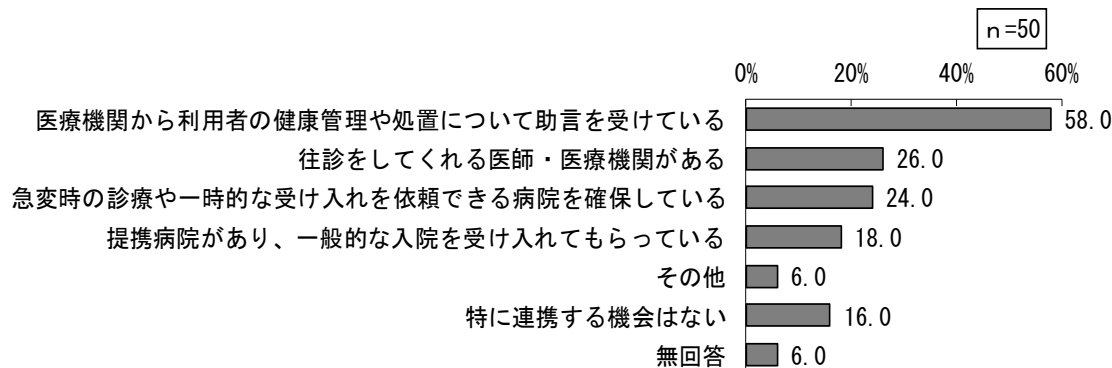 ｎ=50
0% 20% 40% 60%
医療機関から利用者の健康管理や処置について助言を受けている 58.0
往診をしてくれる医師・医療機関がある 26.0
急変時の診療や一時的な受け入れを依頼できる病院を確保している 24.0
提携病院があり、一般的な入院を受け入れてもらっている 18.0
その他 6.0
特に連携する機会はない 16.0
無回答 6.0